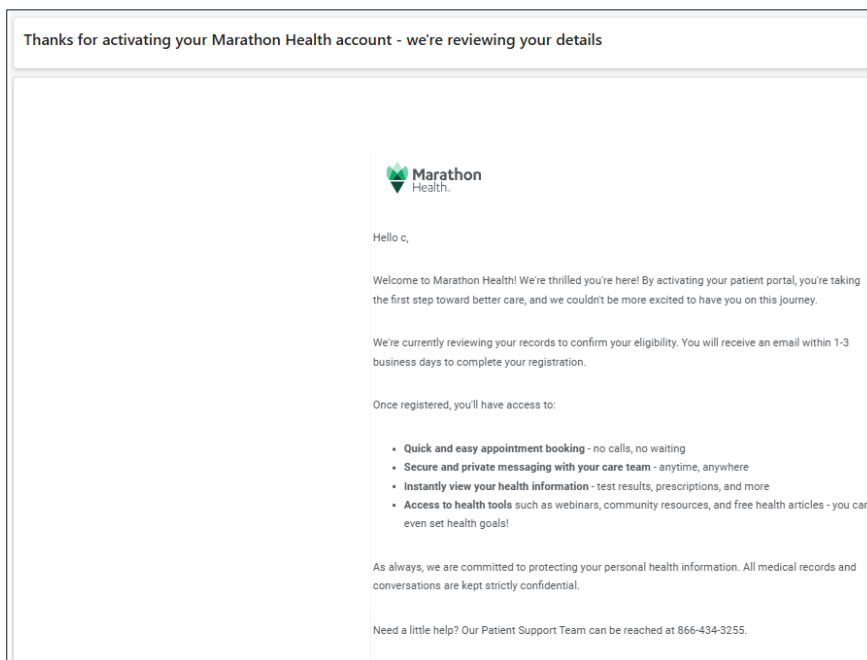 Thanks for activating your Marathon Health account - we're reviewing your details
Marathon
Health.
Hello c,
Welcome to Marathon Health! We're thrilled you're here! By activating your patient portal, you're taking
the first step toward better care, and we couldn't be more excited to have you on this journey.
We're currently reviewing your records to confirm your eligibility. You will receive an email within 1-3
business days to complete your registration.
Once registered, you'll have access to:
• Quick and easy appointment booking - no calls, no waiting
• Secure and private messaging with your care team - anytime, anywhere
• Instantly view your health information - test results, prescriptions, and more
• Access to health tools such as webinars, community resources, and free health articles - you can
even set health goals!
As always, we are committed to protecting your personal health information. All medical records and
conversations are kept strictly confidential.
Need a little help? Our Patient Support Team can be reached at 866-434-3255.